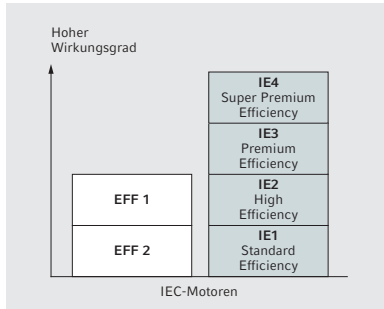 Hoher
Wirkungsgrad
IE4
Super Premium
Efficiency
IE3
Premium
Efficiency
EFF 1
IE2
High
Efficiency
EFF 2
IE1
Standard
Efficiency
IEC-Motoren